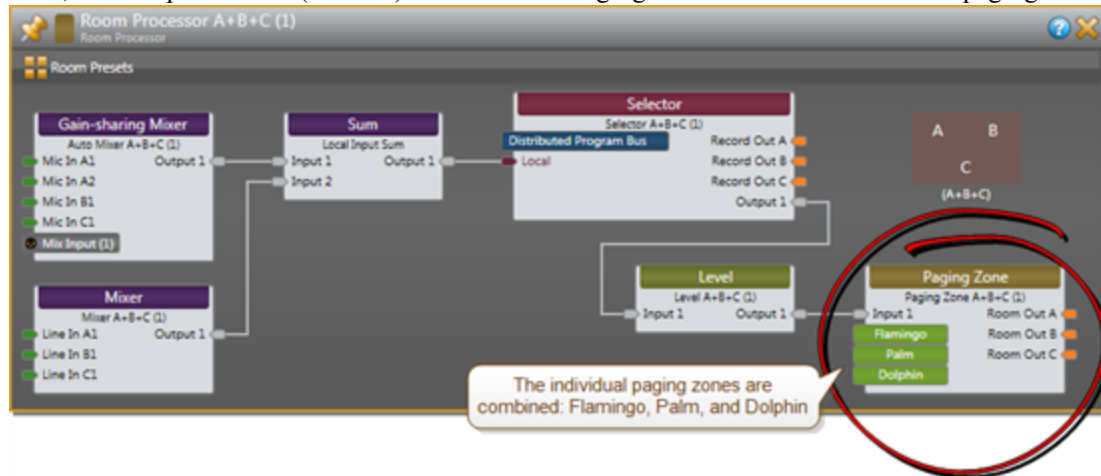 Room Processor A+B+C (1)
Room Processor
Room Presets
Gain-sharing Mixer
Auto Mixer A+B+C (1)
Mic In A1 Output 1
Mic In A2
Mic In B1
Mic In C1
Mix Input (1)
Sum
Local Input Sum
Input 1 Output 1
Input 2
Selector
Selector A+B+C (1)
Distributed Program Bus Record Out A
Local Record Out B
Record Out C
Output 1
A B
C
(A+B+C)
Mixer
Mixer A+B+C (1)
Line In A1 Output 1
Line In B1
Line In C1
Level
Level A+B+C (1)
Input 1 Output 1
Paging Zone
Paging Zone A+B+C (1)
Input 1 Room Out A
Flamingo Room Out B
Palm Room Out C
Dolphin
The individual paging zones are
combined: Flamingo, Palm, and Dolphin